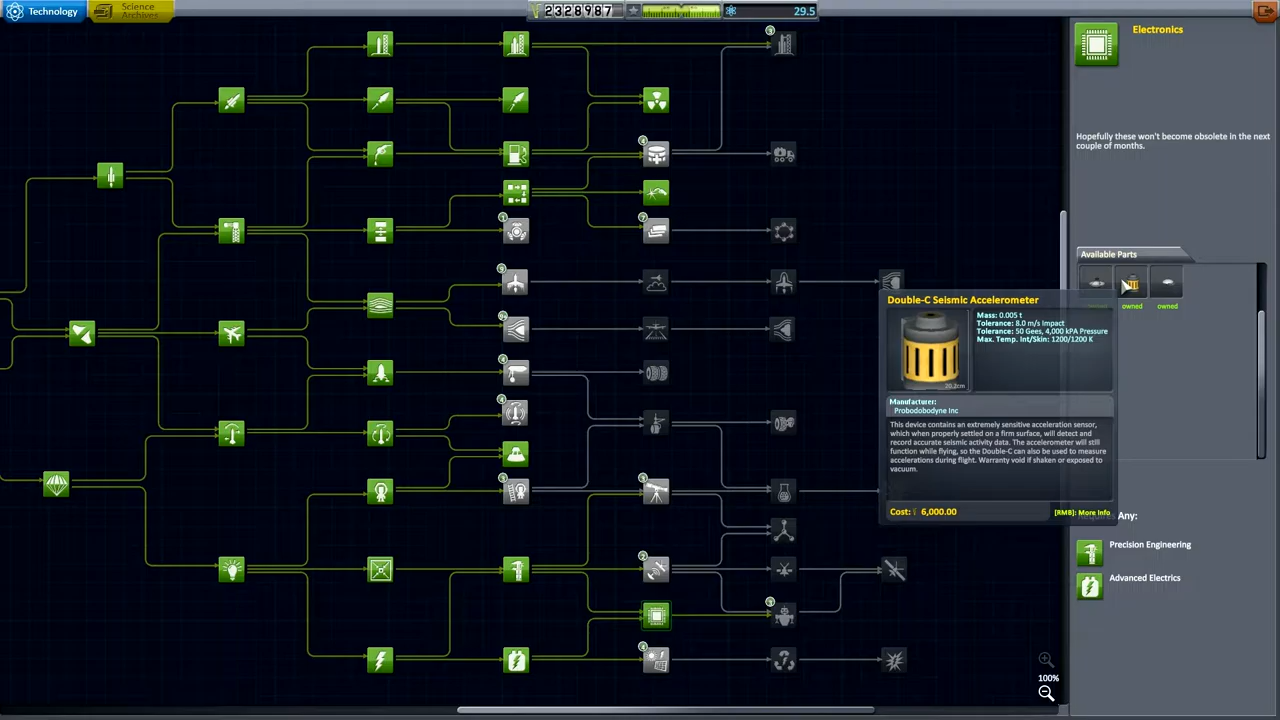 Technology
Science
Archives
2328987
29.5
Electronics
Hopefully these won't become obsolete in the next
couple of months.
Available Parts
owned
owned
Double-C Seismic Accelerometer
Mass: 0.005 t
Tolerance: 8.0 m/s Impact
Tolerance: 50 Gees, 4,000 kPa Pressure
Max. Temp. Int/Skin: 1200/1200 K
20.2cm
Manufacturer:
Probodobodyne Inc
This device contains an extremely sensitive acceleration sensor,
which when properly settled on a firm surface, will detect and
record accurate seismic activity data. The accelerometer will still
function while flying, so the Double-C can also be used to measure
accelerations during flight. Warranty void if shaken or exposed to
vacuum.
Cost: 6,000.00
[RMB]: More Info
Any:
Precision Engineering
Advanced Electrics
100%